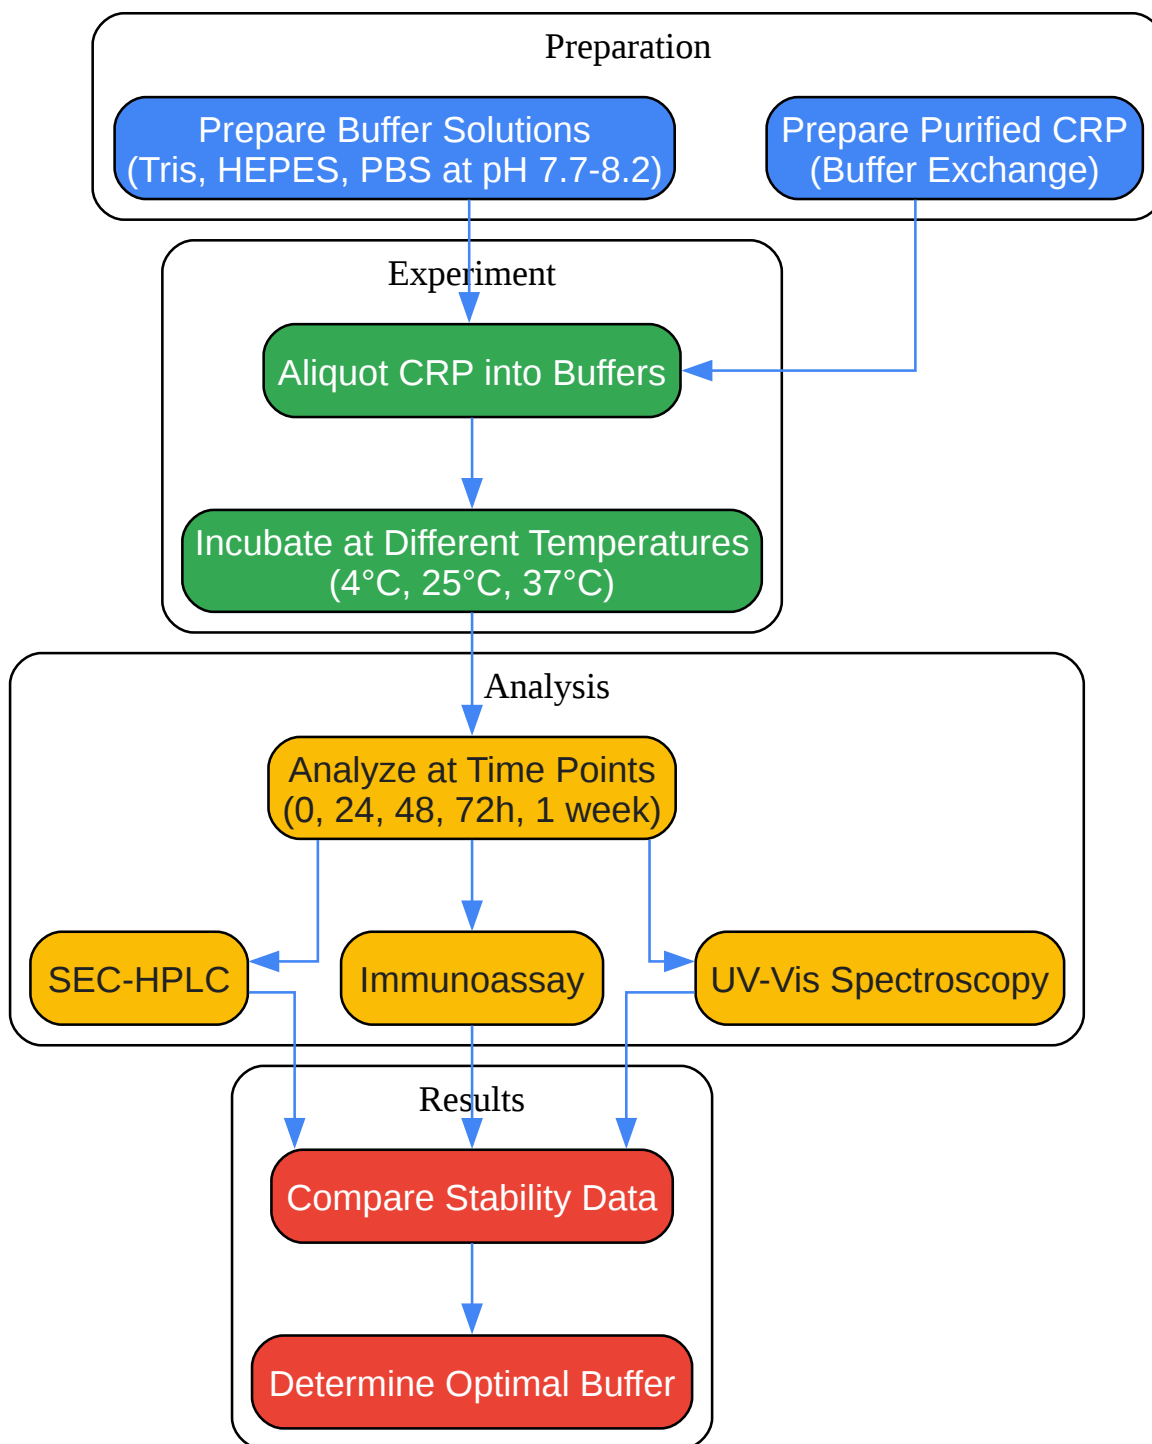 Preparation
Prepare Buffer Solutions
(Tris, HEPES, PBS at pH 7.7-8.2)
Prepare Purified CRP
(Buffer Exchange)
Experiment
Aliquot CRP into Buffers
Incubate at Different Temperatures
(4°C, 25°C, 37°C)
Analysis
Analyze at Time Points
(0, 24, 48, 72h, 1 week)
SEC-HPLC
Immunoassay
UV-Vis Spectroscopy
Results
Compare Stability Data
Determine Optimal Buffer